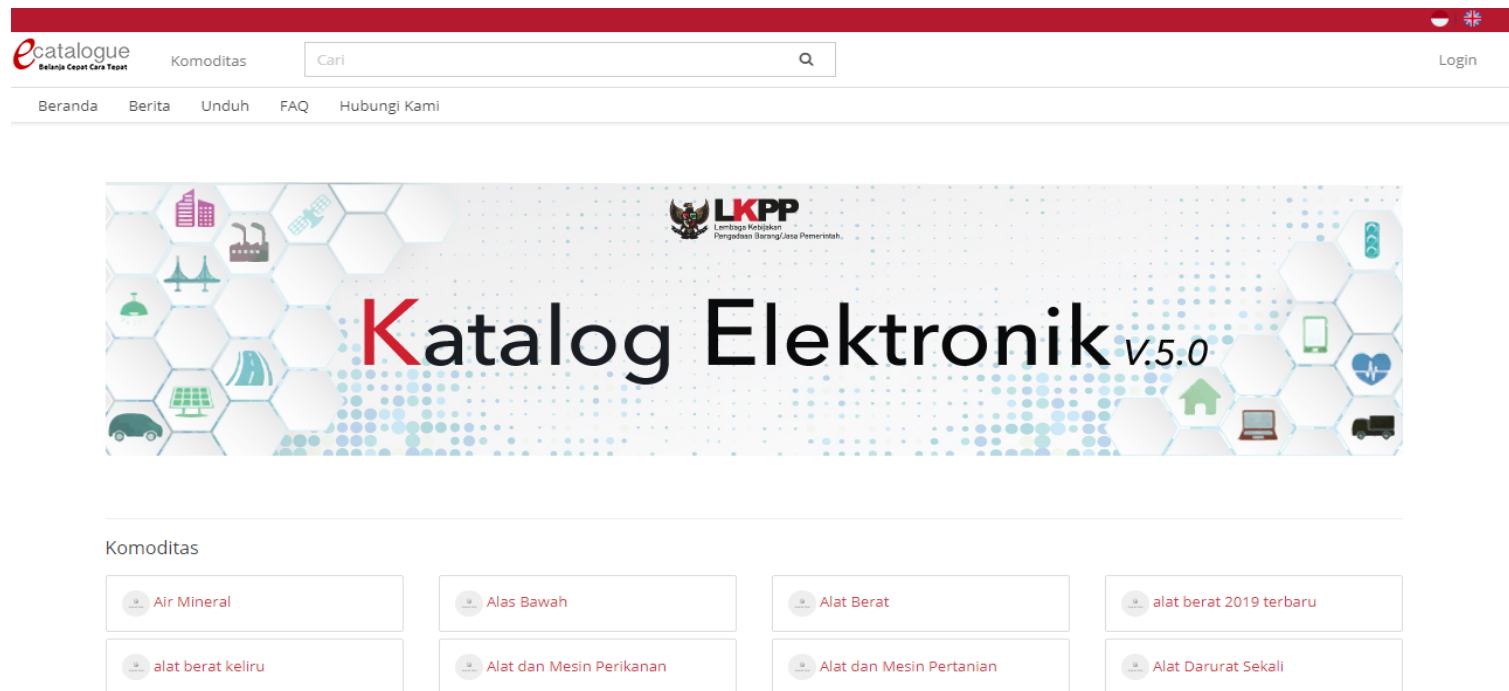 ecatalogue
Belanja Cepat Cara Tepat
Komoditas
Cari
Login
Beranda Berita Unduh FAQ Hubungi Kami
LKPP
Lembaga Kebijakan
Pengadaan Barang/Jasa Pemerintah
Katalog Elektronik V.5.0
Komoditas
Air Mineral
Alas Bawah
Alat Berat
alat berat 2019 terbaru
alat berat keliru
Alat dan Mesin Perikanan
Alat dan Mesin Pertanian
Alat Darurat Sekali